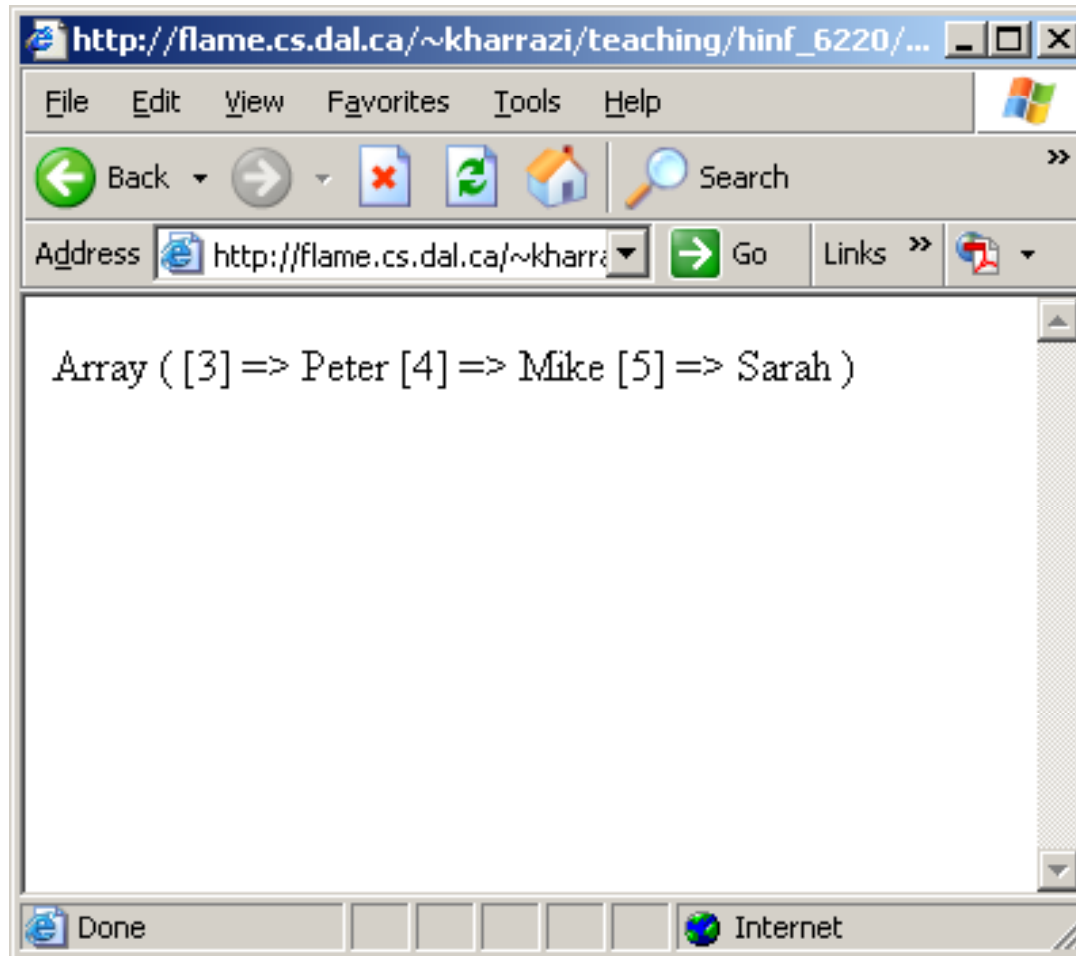 http://flame.cs.dal.ca/~kharrazi/teaching/hinf_6220/...
File Edit View Favorites Tools Help
Back Search »
Address http://flame.cs.dal.ca/~kharra Go Links »
Array ( [3] => Peter [4] => Mike [5] => Sarah )
Done Internet